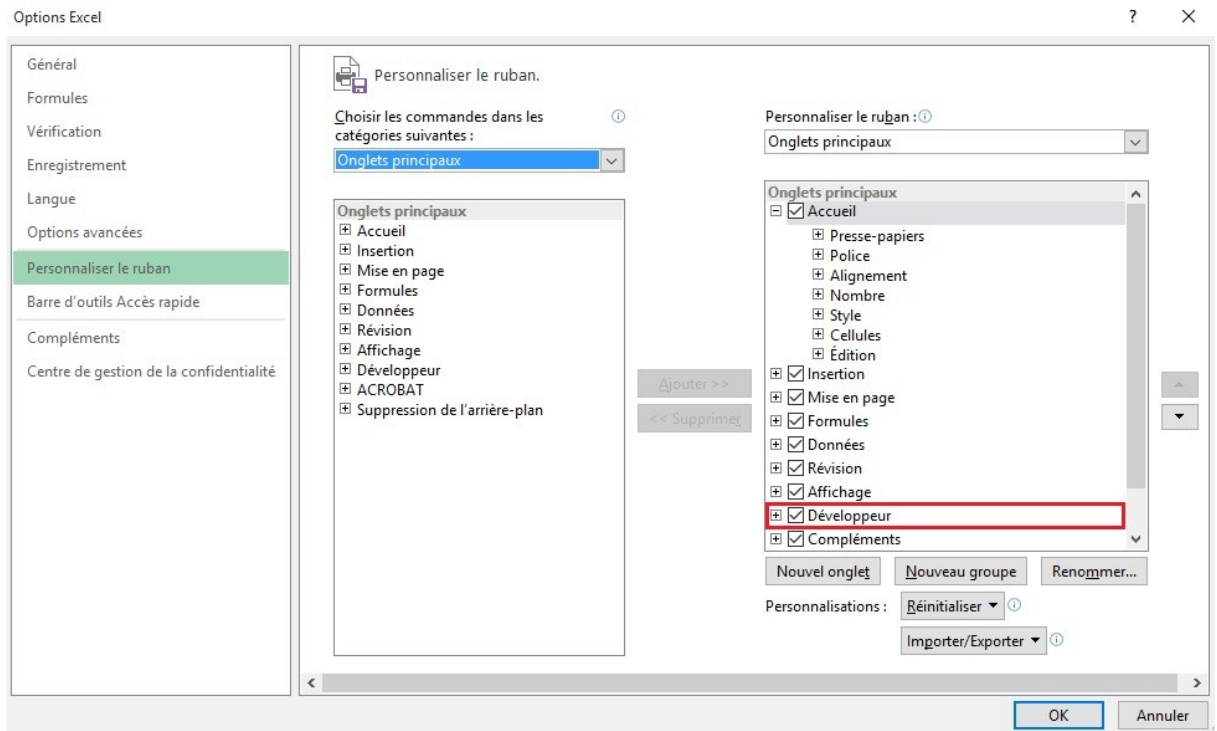 Options Excel
?
Général
Formules
Vérification
Enregistrement
Langue
Options avancées
Personnaliser le ruban
Barre d'outils Accès rapide
Compléments
Centre de gestion de la confidentialité
Personnaliser le ruban.
Choisir les commandes dans les
catégories suivantes :
Onglets principaux
Onglets principaux
Accueil
Insertion
Mise en page
Formules
Données
Révision
Affichage
Développeur
ACROBAT
Suppression de l'arrière-plan
Ajouter >>
<< Supprimer
Personnaliser le ruban :
Onglets principaux
Onglets principaux
Accueil
Presse-papiers
Police
Alignement
Nombre
Style
Cellules
Édition
Insertion
Mise en page
Formules
Données
Révision
Affichage
Développeur
Compléments
Nouvel onglet
Nouveau groupe
Renommer...
Personnalisations :
Réinitialiser
Importer/Exporter
OK
Annuler